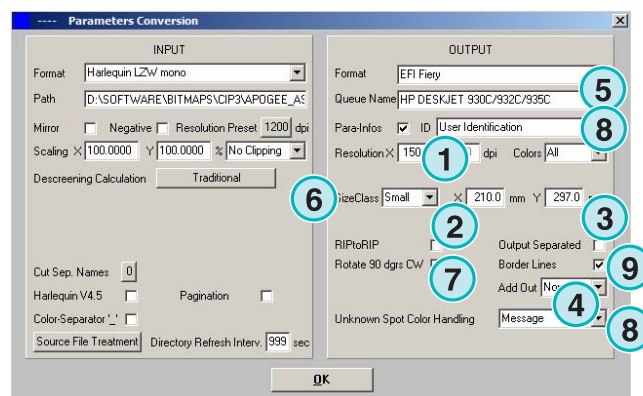 ---- Parameters Conversion
INPUT
Format Harlequin LZW mono
Path D:\SOFTWARE\BITMAPS\CIP3\APOGEE_AS
Mirror Negative Resolution Preset 1200 dpi
Scaling X 100.0000 Y 100.0000 % No Clipping
Descreening Calculation Traditional
Cut Sep. Names 0
Harlequin V4.5 Pagination
Color-Separator '_'
Source File Treatment Directory Refresh Interv. 999 sec
OUTPUT
Format EFI Fiery
Queue Name HP DESKJET 930C/932C/935C 5
Para-Infos ID User Identification 8
Resolution X 150 1 dpi Colors All
6 SizeClass Small X 210.0 mm Y 297.0
2 3
RIPtoRIP Output Separated
Rotate 90 dgrs CW 7 Border Lines 9
Add Out 4
Unknown Spot Color Handling Message 8
OK